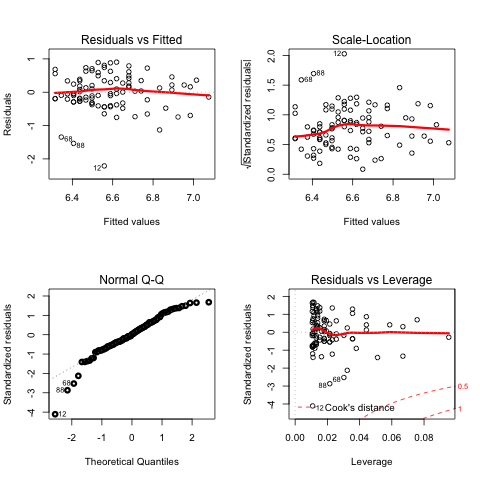 Residuals vs Fitted
Residuals
1
0
-1
-2
68
88
12
6.4 6.6 6.8 7.0
Fitted values
Scale-Location
√|Standardized residuals|
2.0
1.5
1.0
0.5
0.0
12
88
68
6.4 6.6 6.8 7.0
Fitted values
Normal Q-Q
Standardized residuals
2
1
0
-1
-2
-3
-4
68
88
12
-2 -1 0 1 2
Theoretical Quantiles
Residuals vs Leverage
Standardized residuals
2
1
0
-1
-2
-3
-4
68
88
12
Cook's distance
0.5
1
0.00 0.02 0.04 0.06 0.08
Leverage